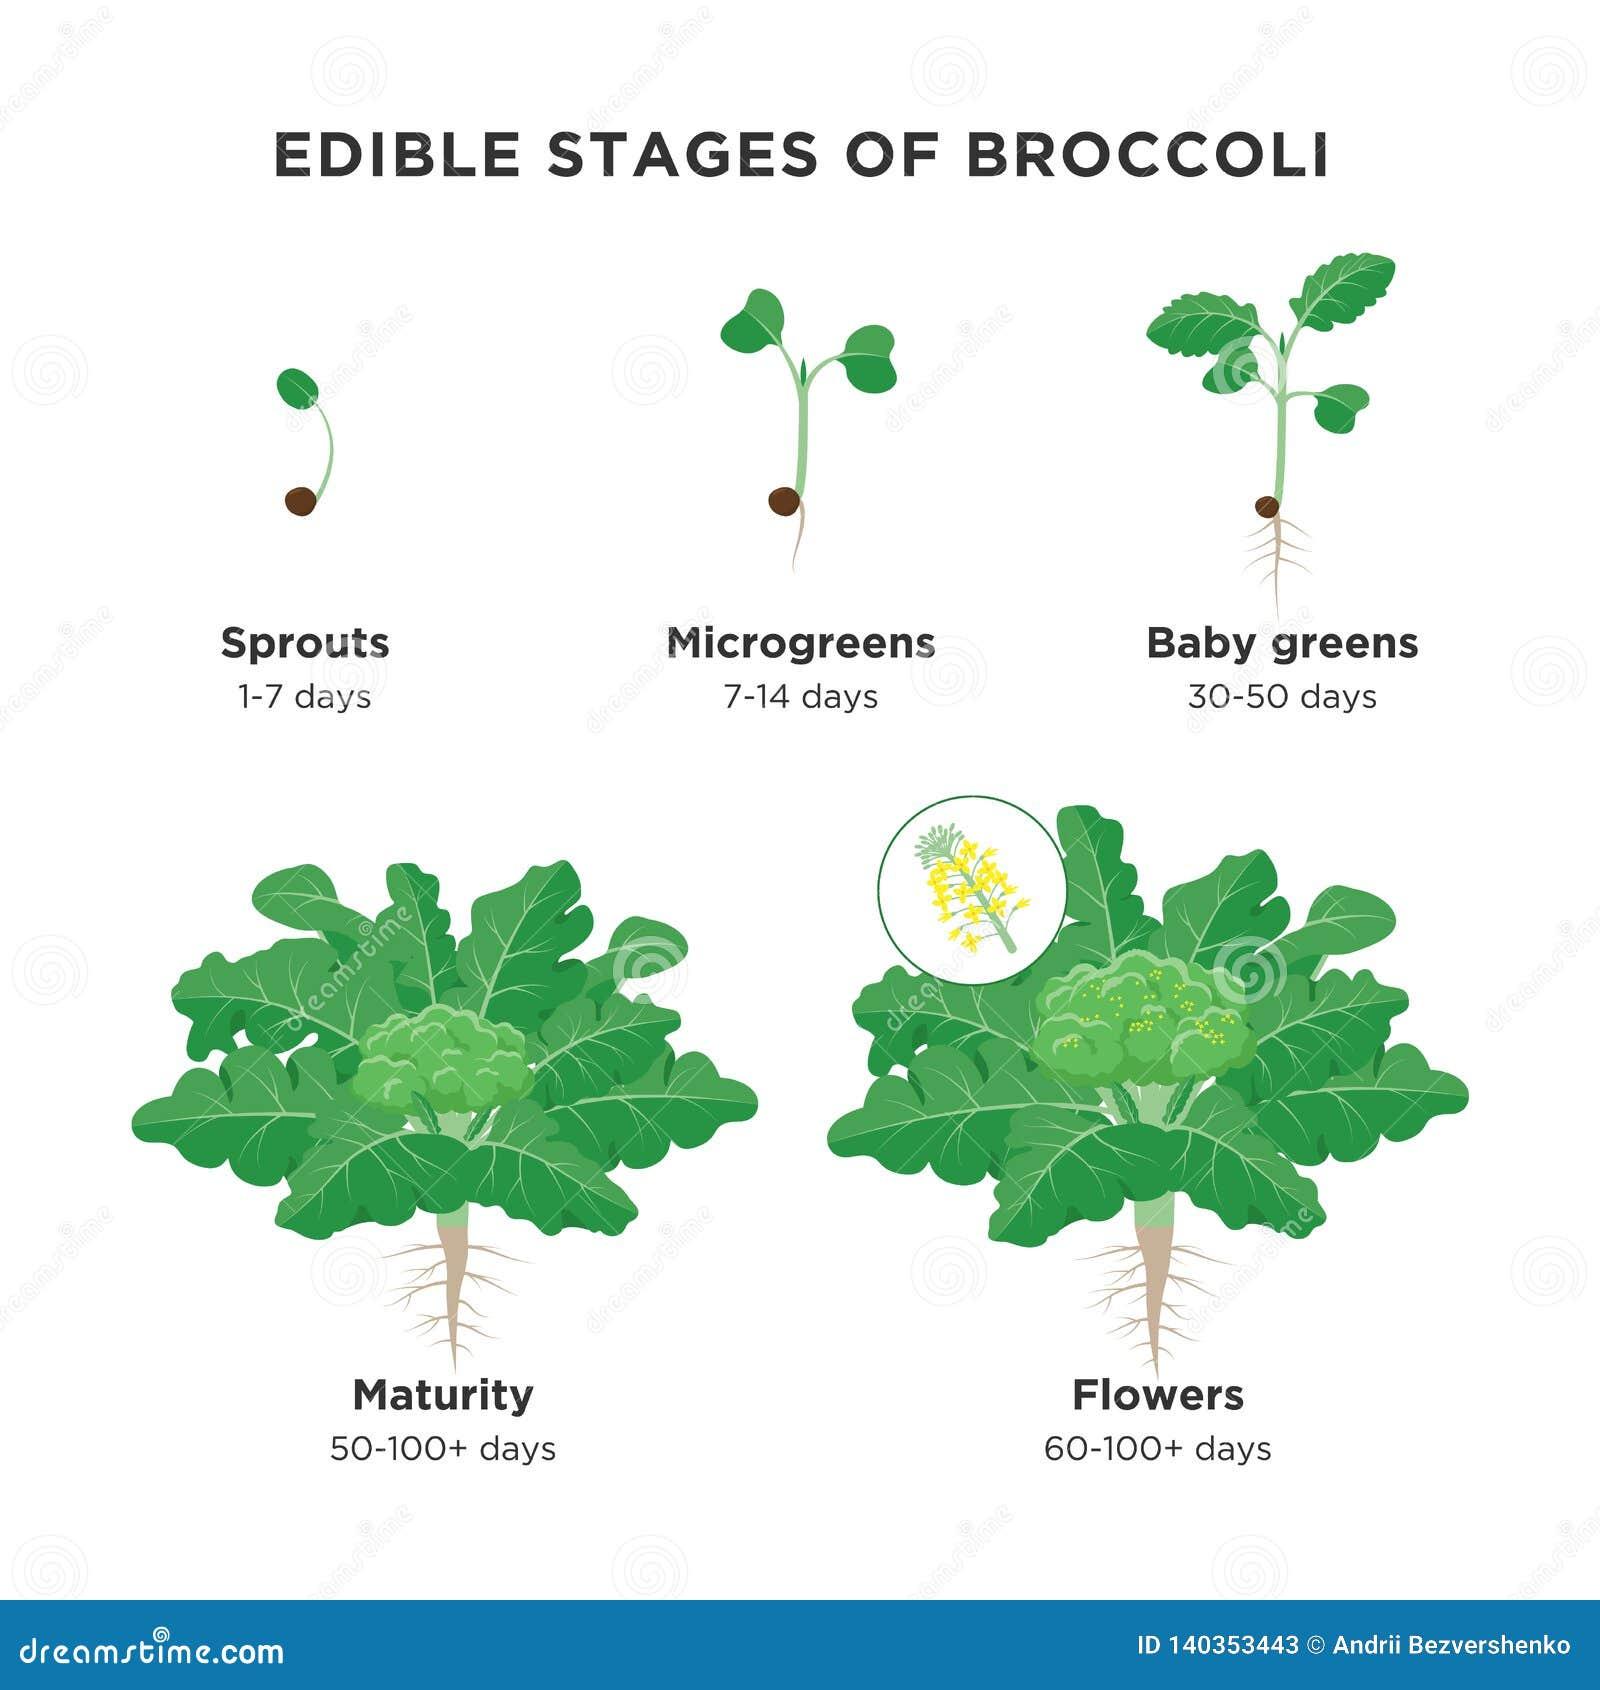 EDIBLE STAGES OF BROCCOLI
Sprouts
1-7 days
Microgreens
7-14 days
Baby greens
30-50 days
Maturity
50-100+ days
Flowers
60-100+ days
dreamstime.com
ID 140353443 © Andrii Bezvershenko